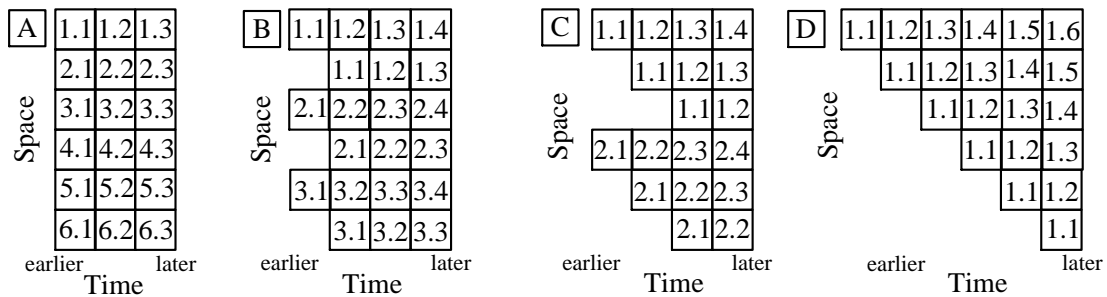 A 1.1 1.2 1.3 B 1.1 1.2 1.3 1.4 C 1.1 1.2 1.3 1.4 D 1.1 1.2 1.3 1.4 1.5 1.6
2.1 2.2 2.3 1.1 1.2 1.3 1.1 1.2 1.3 1.1 1.2 1.3 1.4 1.5
3.1 3.2 3.3 2.1 2.2 2.3 2.4 1.1 1.2 1.1 1.2 1.3 1.4
Space Space Space Space
4.1 4.2 4.3 2.1 2.2 2.3 2.1 2.2 2.3 2.4 1.1 1.2 1.3
5.1 5.2 5.3 3.1 3.2 3.3 3.4 2.1 2.2 2.3 1.1 1.2
6.1 6.2 6.3 3.1 3.2 3.3 2.1 2.2 1.1
earlier later earlier later earlier later earlier later
Time Time Time Time